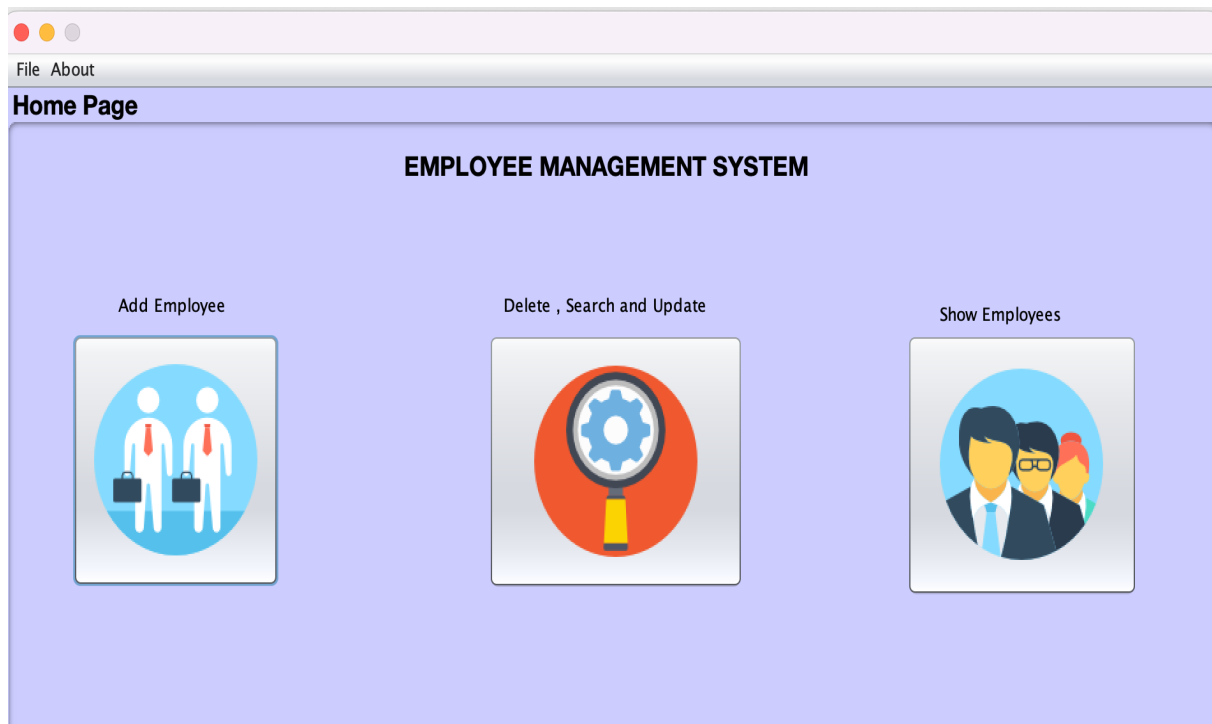 File About
Home Page
EMPLOYEE MANAGEMENT SYSTEM
Add Employee
Delete , Search and Update
Show Employees